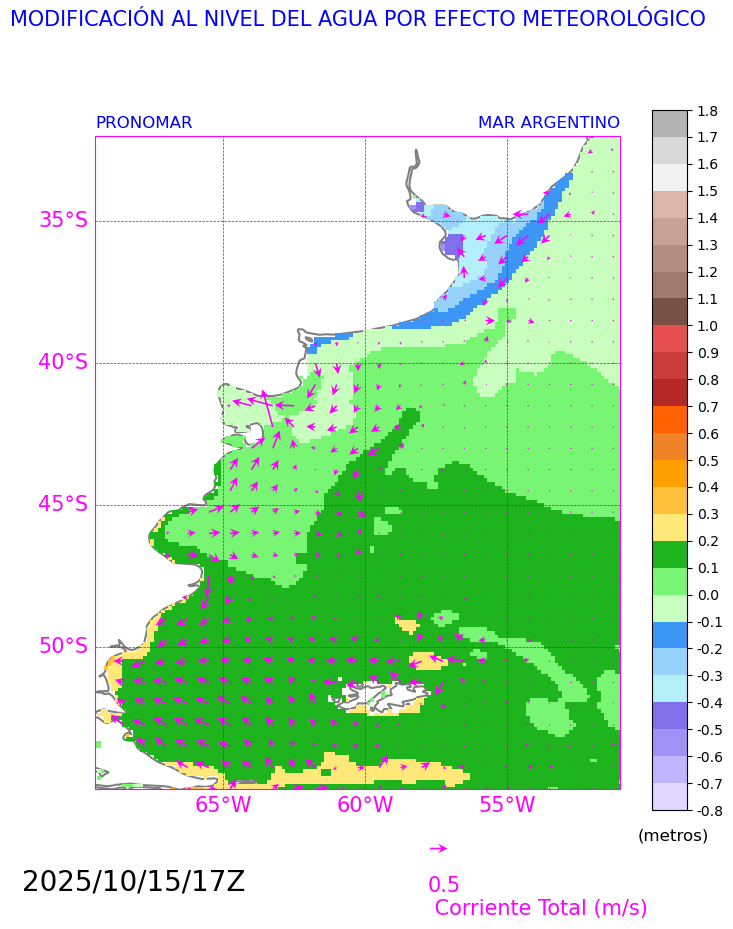 MODIFICACIÓN AL NIVEL DEL AGUA POR EFECTO METEOROLÓGICO
PRONOMAR MAR ARGENTINO
35°S
40°S
45°S
50°S
65°W 60°W 55°W
1.8
1.7
1.6
1.5
1.4
1.3
1.2
1.1
1.0
0.9
0.8
0.7
0.6
0.5
0.4
0.3
0.2
0.1
0.0
-0.1
-0.2
-0.3
-0.4
-0.5
-0.6
-0.7
-0.8
(metros)
2025/10/15/17Z
0.5
Corriente Total (m/s)